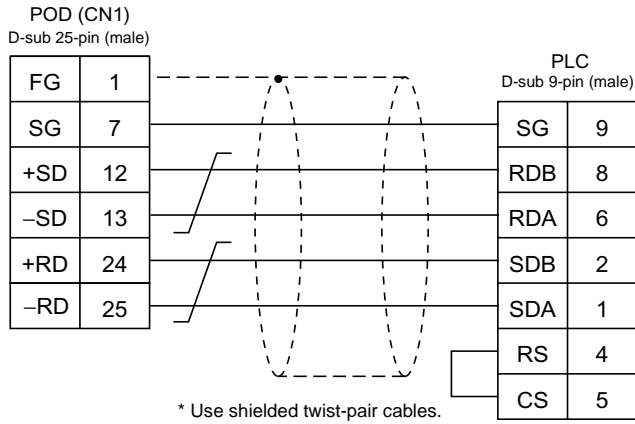 POD (CN1)
D-sub 25-pin (male)
FG 1
SG 7
+SD 12
−SD 13
+RD 24
−RD 25
PLC
D-sub 9-pin (male)
SG 9
RDB 8
RDA 6
SDB 2
SDA 1
RS 4
CS 5
* Use shielded twist-pair cables.